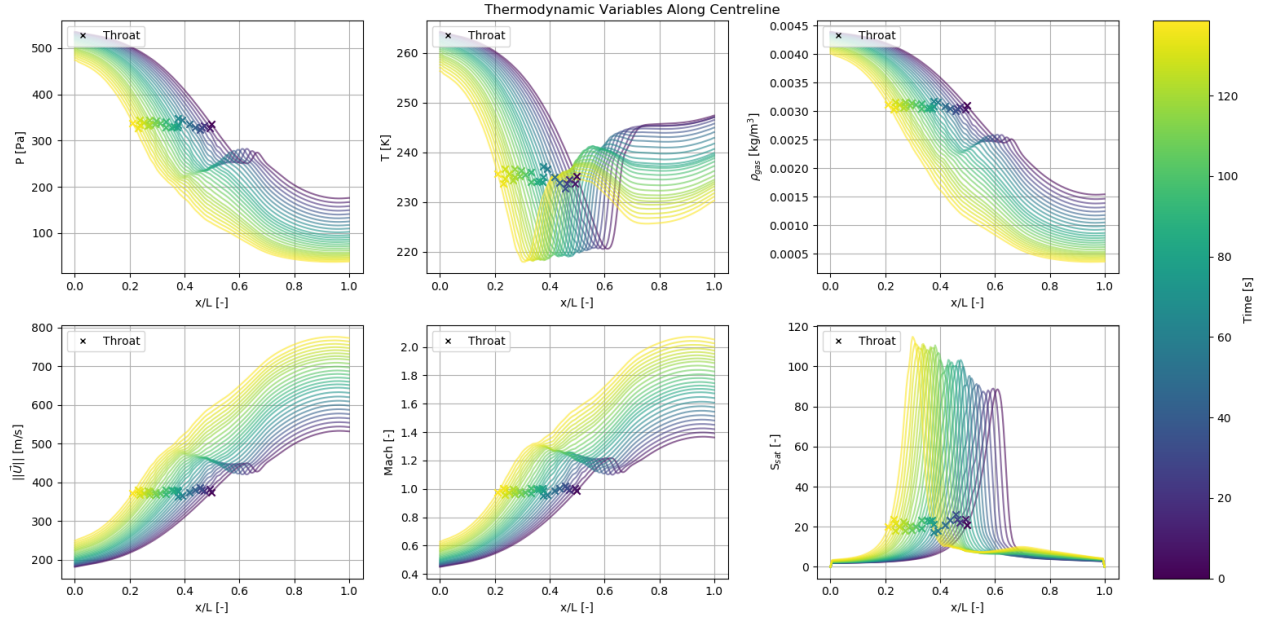 Thermodynamic Variables Along Centreline
Throat
500
400
300
200
100
P [Pa]
0.0 0.2 0.4 0.6 0.8 1.0
x/L [-]
Throat
260
250
240
230
220
T [K]
0.0 0.2 0.4 0.6 0.8 1.0
x/L [-]
Throat
0.0045
0.0040
0.0035
0.0030
0.0025
0.0020
0.0015
0.0010
0.0005
ρgas [kg/m³]
0.0 0.2 0.4 0.6 0.8 1.0
x/L [-]
Throat
800
700
600
500
400
300
200
||U⃗|| [m/s]
0.0 0.2 0.4 0.6 0.8 1.0
x/L [-]
Throat
2.0
1.8
1.6
1.4
1.2
1.0
0.8
0.6
0.4
Mach [-]
0.0 0.2 0.4 0.6 0.8 1.0
x/L [-]
Throat
120
100
80
60
40
20
0
Ssat [-]
0.0 0.2 0.4 0.6 0.8 1.0
x/L [-]
120
100
80
60
40
20
0
Time [s]